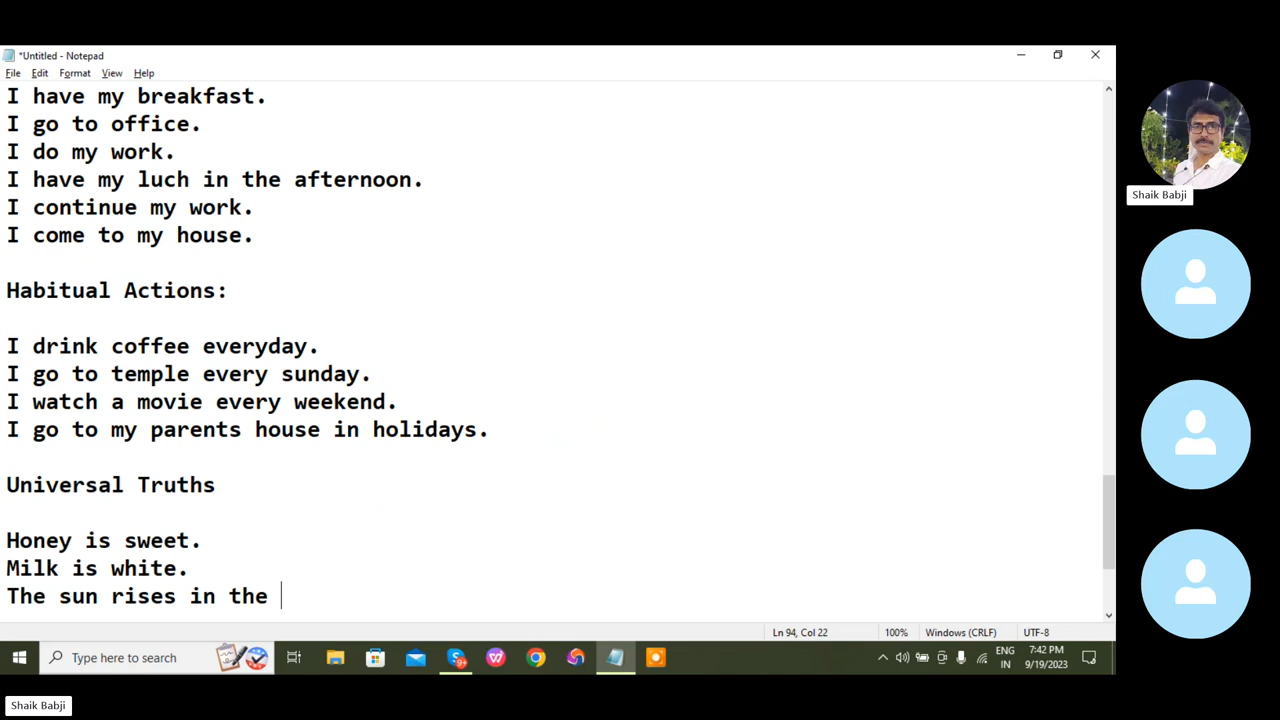 *Untitled - Notepad
File Edit Format View Help
I have my breakfast.
I go to office.
I do my work.
I have my luch in the afternoon.
I continue my work.
I come to my house.
Habitual Actions:
I drink coffee everyday.
I go to temple every sunday.
I watch a movie every weekend.
I go to my parents house in holidays.
Universal Truths
Honey is sweet.
Milk is white.
The sun rises in the
Ln 94, Col 22 100% Windows (CRLF) UTF-8
Type here to search
ENG
IN
7:42 PM
9/19/2023
Shaik Babji
Shaik Babji